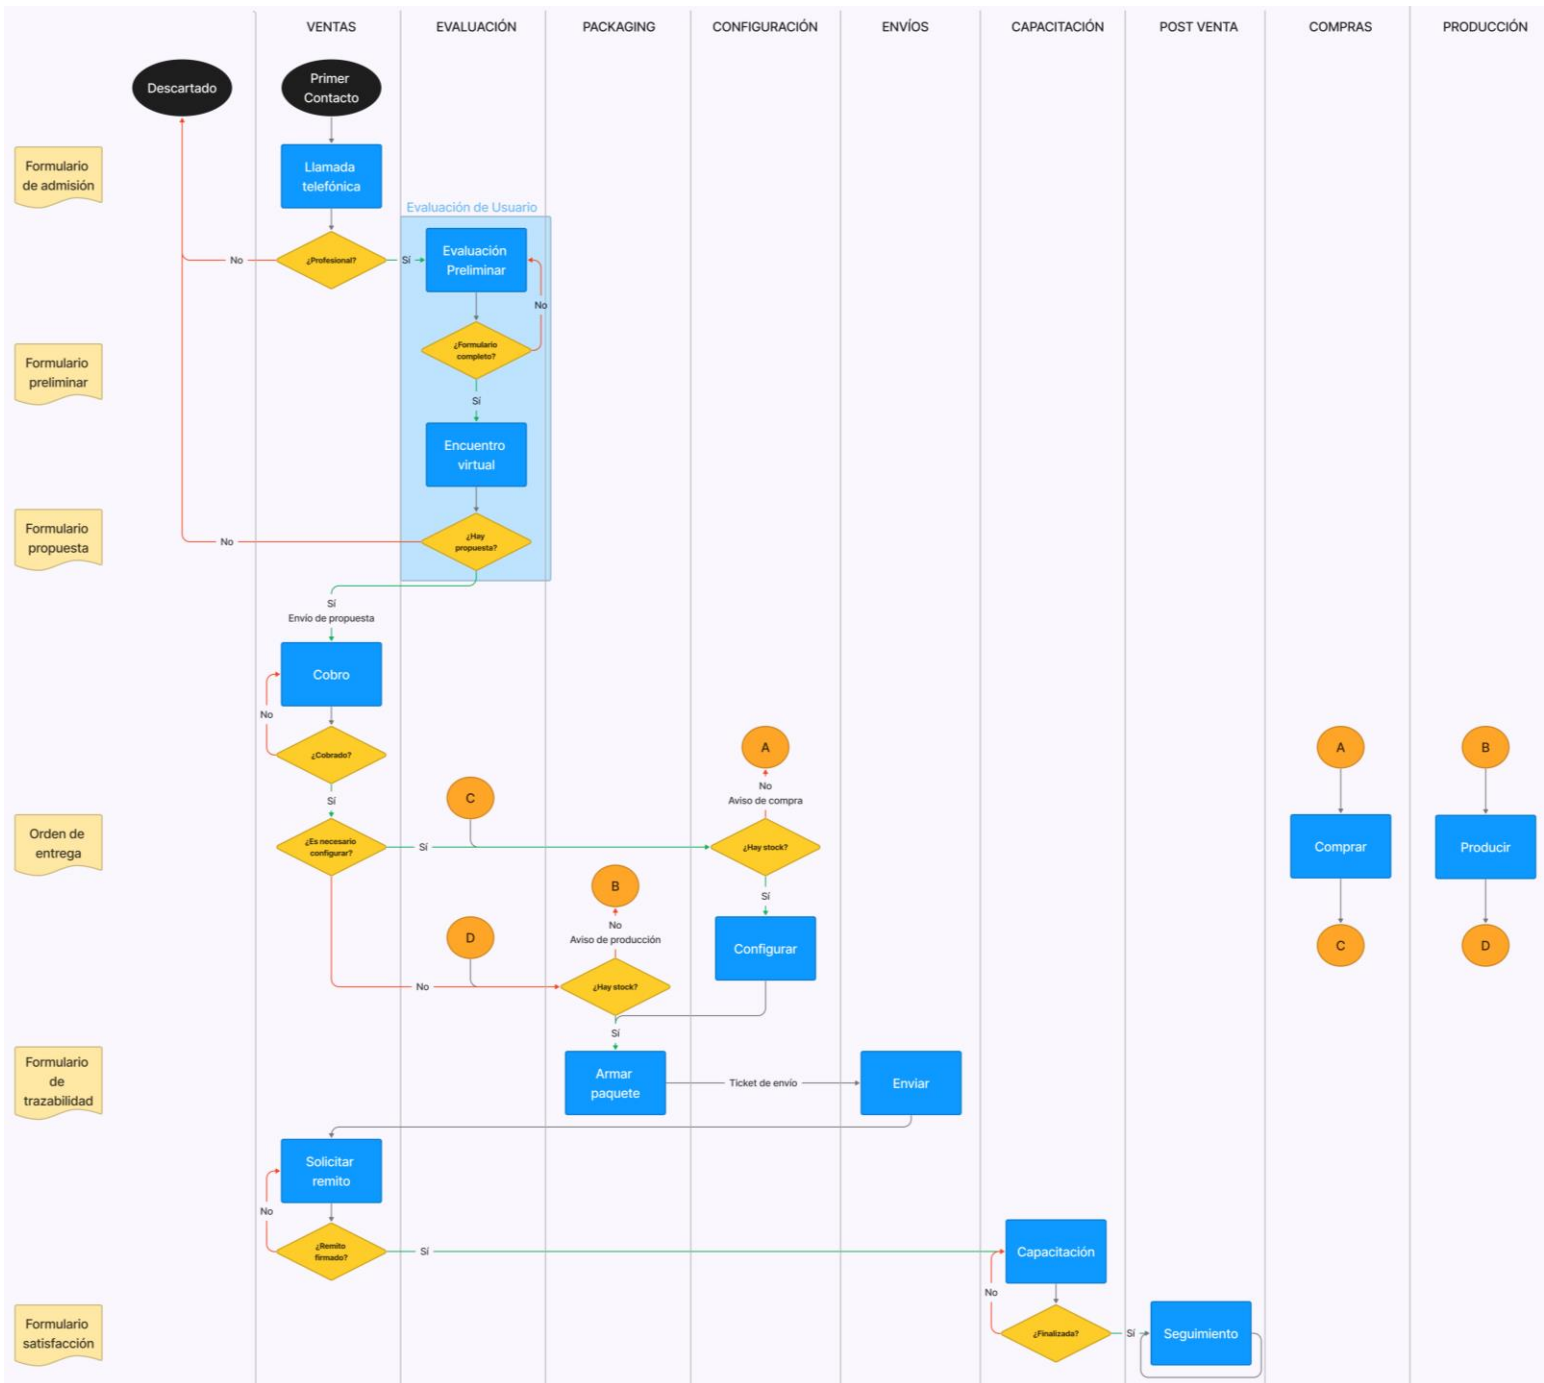 VENTAS
EVALUACIÓN
PACKAGING
CONFIGURACIÓN
ENVÍOS
CAPACITACIÓN
POST VENTA
COMPRAS
PRODUCCIÓN
Descartado
Primer
Contacto
Formulario
de admisión
Llamada
telefónica
Evaluación de Usuario
No
¿Profesional?
Sí
Evaluación
Preliminar
No
Formulario
preliminar
¿Formulario
completo?
Sí
Encuentro
virtual
Formulario
propuesta
No
¿Hay
propuesta?
Sí
Envío de propuesta
Cobro
No
¿Cobrado?
Sí
A
No
Aviso de compra
A
B
C
Orden de
entrega
¿Es necesario
configurar?
Sí
¿Hay stock?
Comprar
Producir
Sí
B
No
Aviso de producción
D
Configurar
C
D
No
¿Hay stock?
Sí
Formulario
de
trazabilidad
Armar
paquete
Ticket de envío
Enviar
Solicitar
remito
No
¿Remito
firmado?
Sí
Capacitación
No
Formulario
satisfacción
¿Finalizada?
Sí
Seguimiento